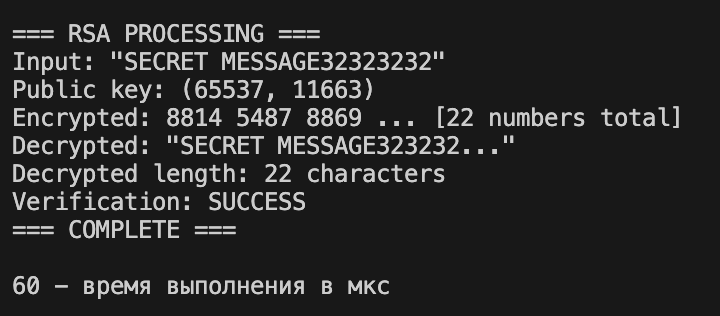 === RSA PROCESSING ===
Input: "SECRET MESSAGE32323232"
Public key: (65537, 11663)
Encrypted: 8814 5487 8869 ... [22 numbers total]
Decrypted: "SECRET MESSAGE323232..."
Decrypted length: 22 characters
Verification: SUCCESS
=== COMPLETE ===
60 – время выполнения в мкс